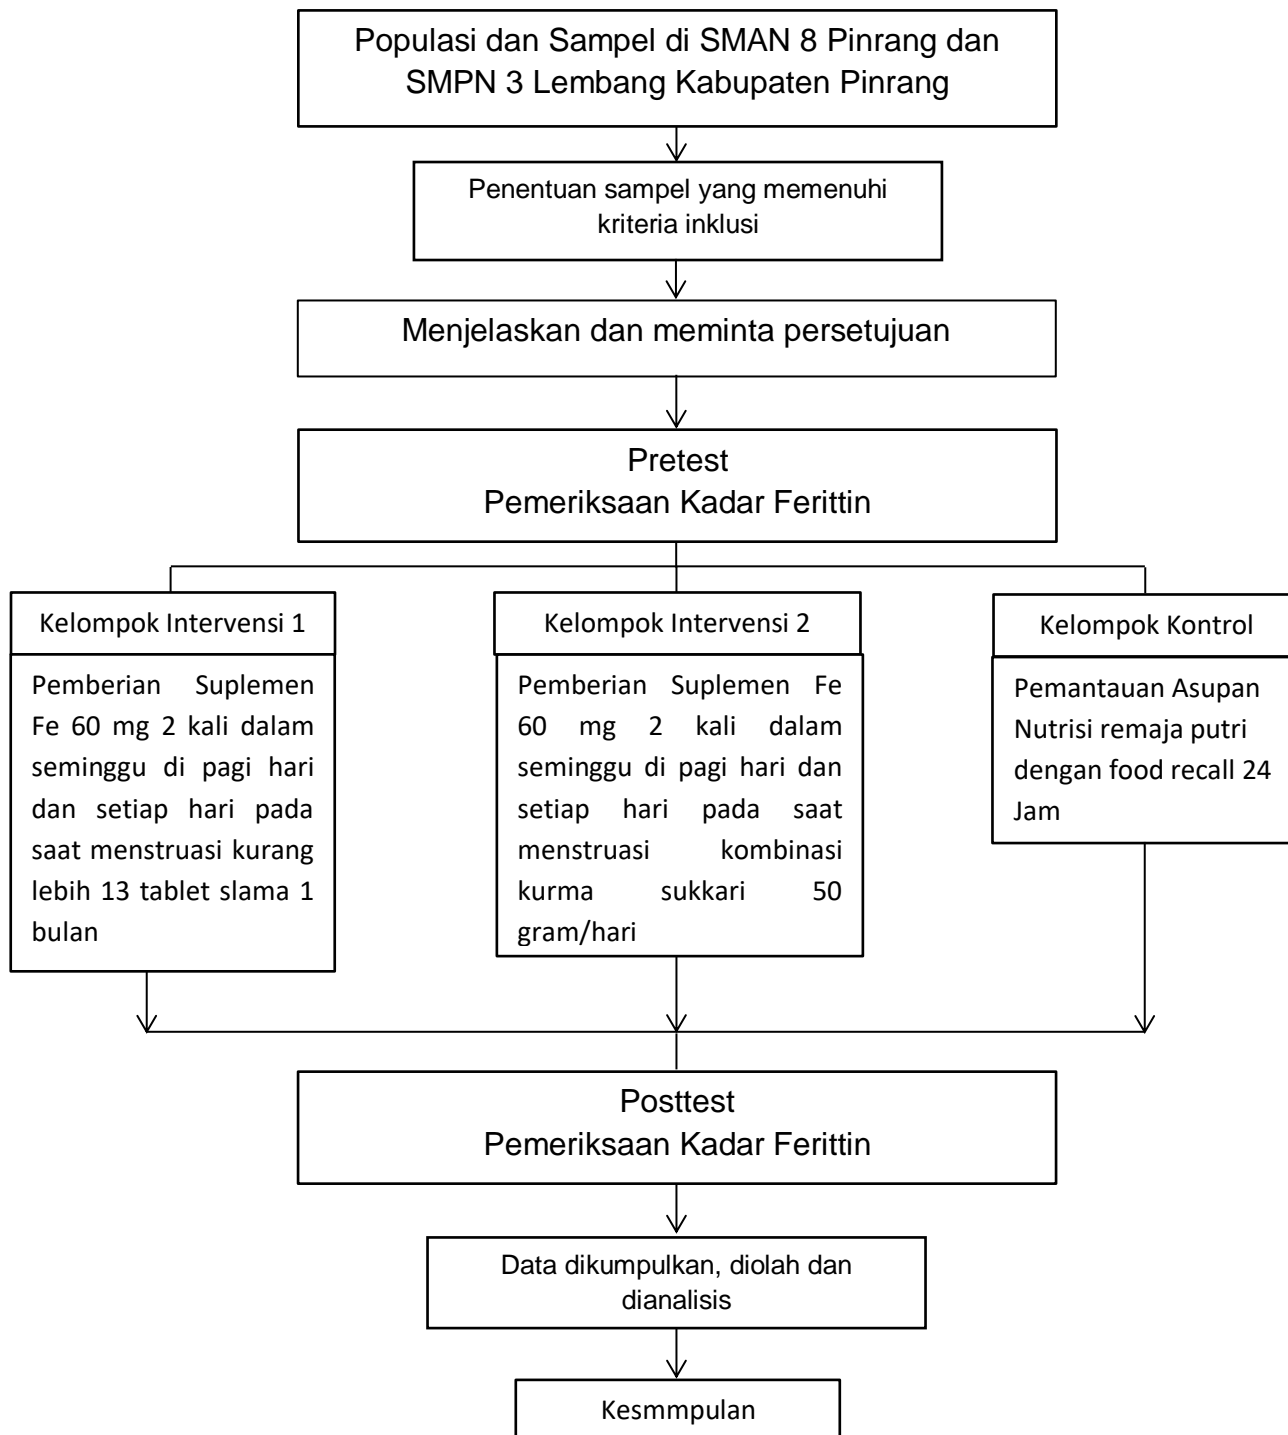 Populasi dan Sampel di SMAN 8 Pinrang dan
SMPN 3 Lembang Kabupaten Pinrang
Penentuan sampel yang memenuhi
kriteria inklusi
Menjelaskan dan meminta persetujuan
Pretest
Pemeriksaan Kadar Ferittin
Kelompok Intervensi 1
Pemberian Suplemen
Fe 60 mg 2 kali dalam
seminggu di pagi hari
dan setiap hari pada
saat menstruasi kurang
lebih 13 tablet slama 1
bulan
Kelompok Intervensi 2
Pemberian Suplemen Fe
60 mg 2 kali dalam
seminggu di pagi hari dan
setiap hari pada saat
menstruasi kombinasi
kurma sukkari 50
gram/hari
Kelompok Kontrol
Pemantauan Asupan
Nutrisi remaja putri
dengan food recall 24
Jam
Posttest
Pemeriksaan Kadar Ferittin
Data dikumpulkan, diolah dan
dianalisis
Kesmmpulan